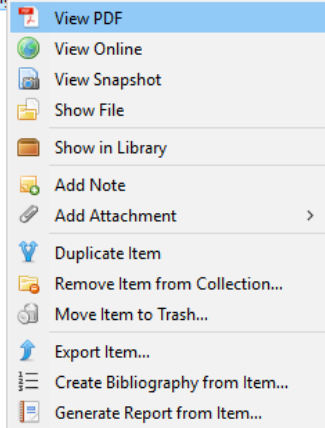 View PDF
View Online
View Snapshot
Show File
Show in Library
Add Note
Add Attachment
Duplicate Item
Remove Item from Collection...
Move Item to Trash...
Export Item...
Create Bibliography from Item...
Generate Report from Item...